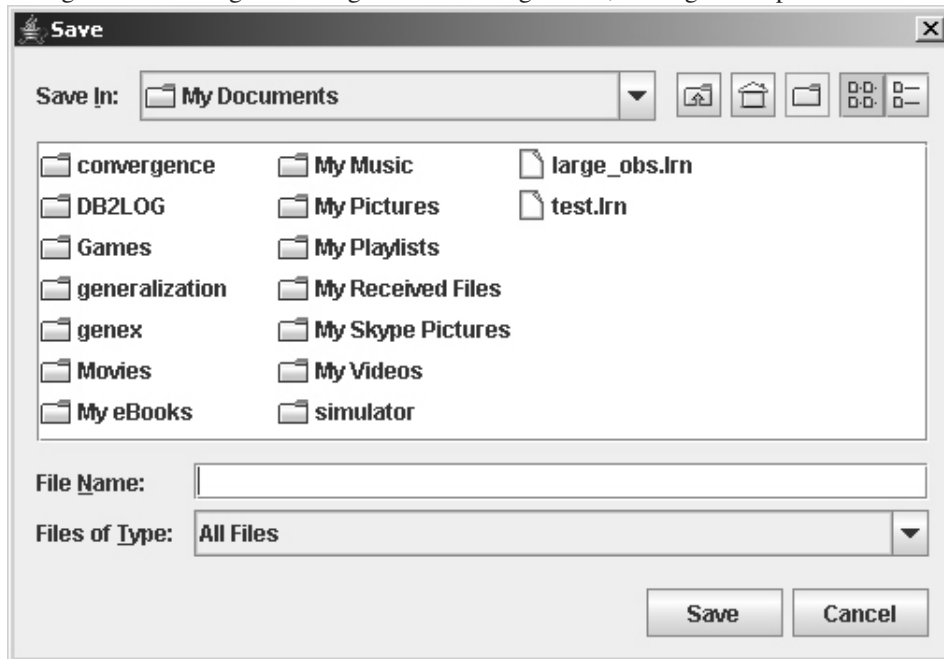 Save
Save In: My Documents
convergence My Music large_obs.lrn
DB2LOG My Pictures test.lrn
Games My Playlists
generalization My Received Files
genex My Skype Pictures
Movies My Videos
My eBooks simulator
File Name:
Files of Type: All Files
Save Cancel